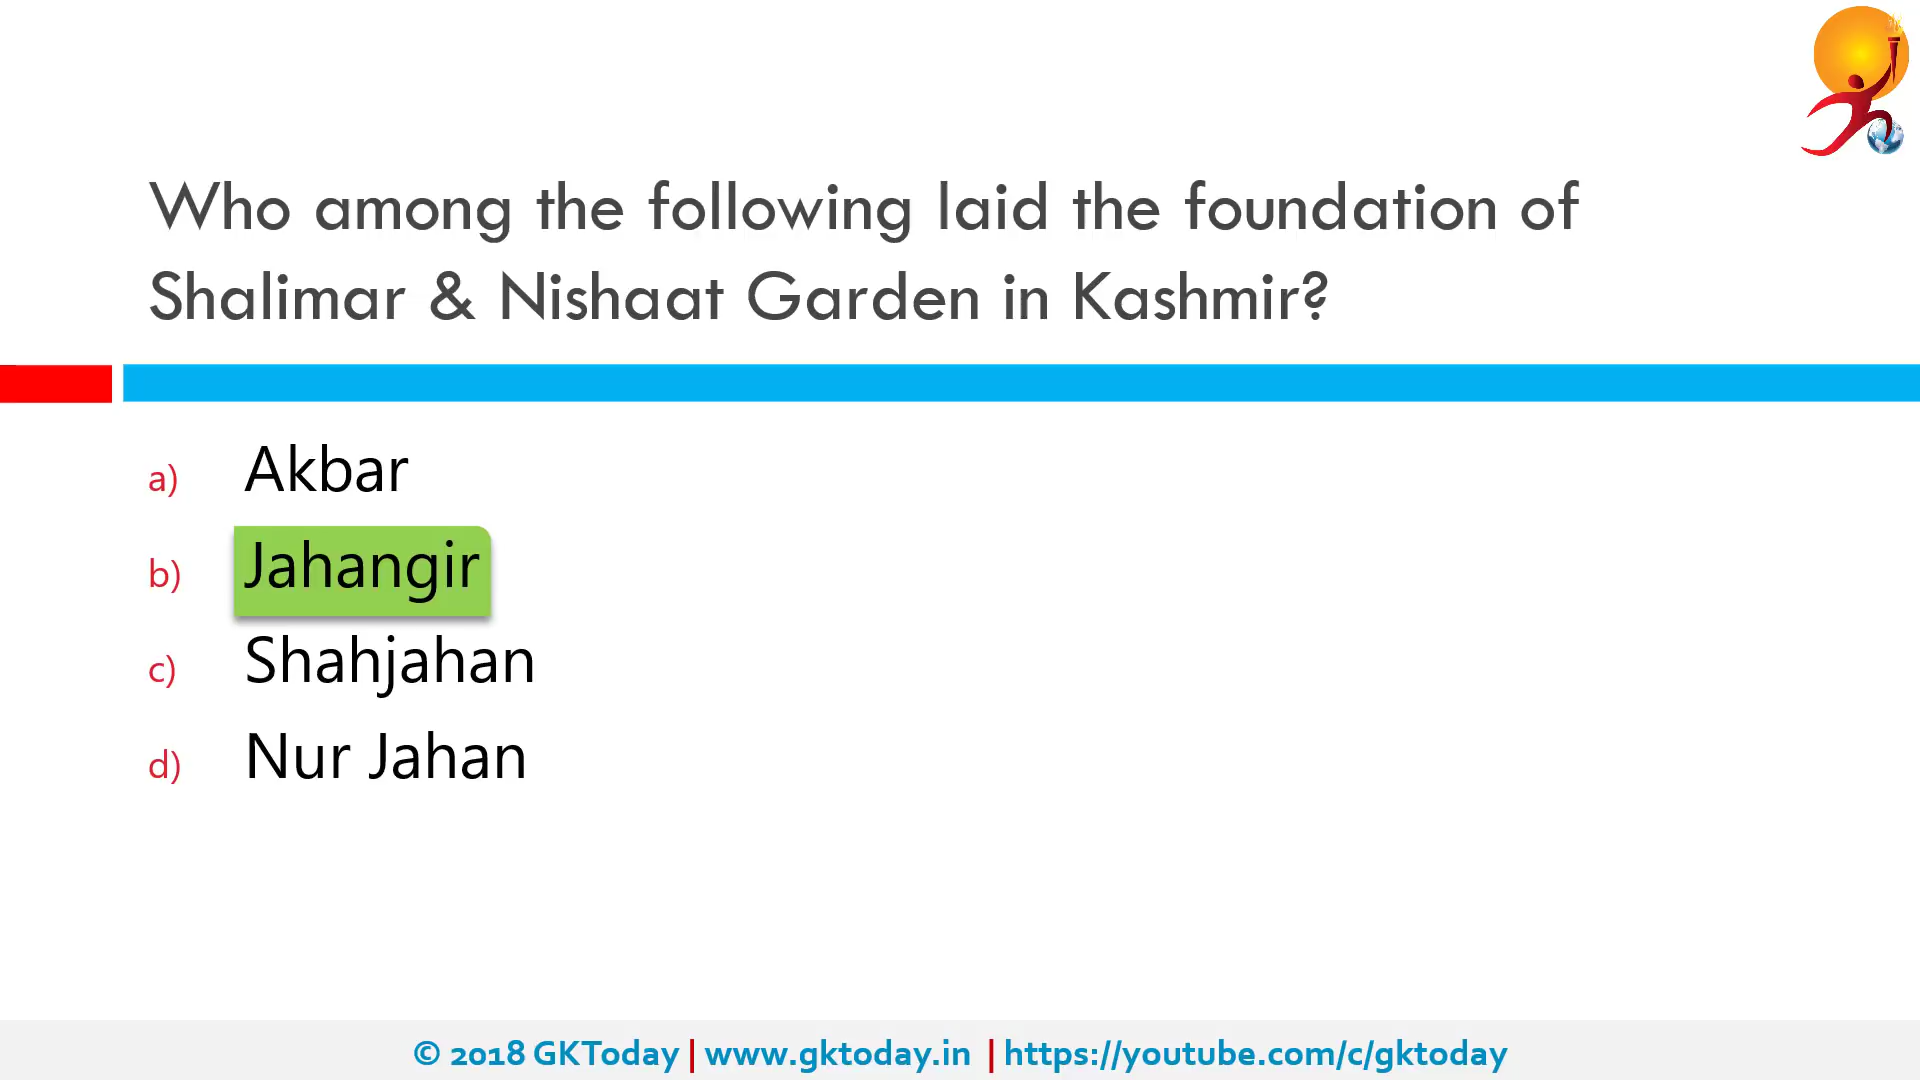 Who among the following laid the foundation of
Shalimar & Nishaat Garden in Kashmir?
a) Akbar
b) Jahangir
c) Shahjahan
d) Nur Jahan
© 2018 GKToday | www.gktoday.in | https://youtube.com/c/gktoday